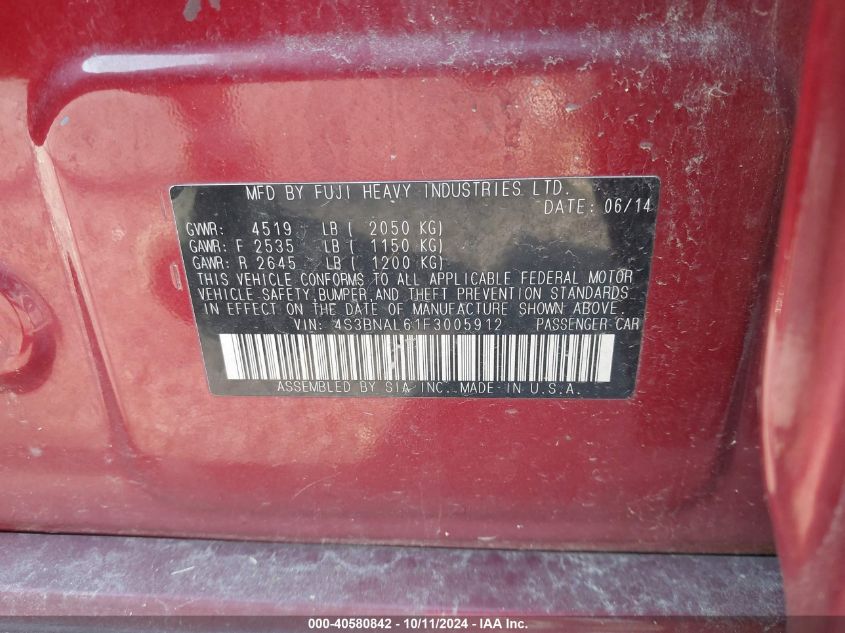 MFD BY FUJI HEAVY INDUSTRIES LTD.
DATE: 06/14
GVWR: 4519 LB ( 2050 KG)
GAWR: F 2535 LB ( 1150 KG)
GAWR: R 2645 LB ( 1200 KG)
THIS VEHICLE CONFORMS TO ALL APPLICABLE FEDERAL MOTOR
VEHICLE SAFETY,BUMPER,AND THEFT PREVENTION STANDARDS
IN EFFECT ON THE DATE OF MANUFACTURE SHOWN ABOVE.
VIN: 4S3BNAL61F3005912 PASSENGER CAR
ASSEMBLED BY SIA INC. MADE-IN U.S.A.
000-40580842 - 10/11/2024 - IAA Inc.